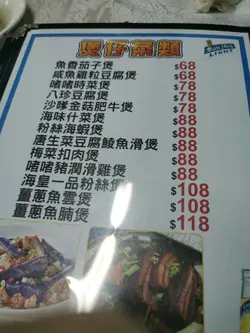 煲仔菜類
魚香茄子煲 $68
咸魚雞粒豆腐煲 $68
啫啫時菜煲 $78
八珍豆腐煲 $78
沙嗲金菇肥牛煲 $78
海味什菜煲 $88
粉絲海蝦煲 $88
唐生菜豆腐鯪魚滑煲 $88
梅菜扣肉煲 $88
啫啫豬潤滑雞煲 $88
海皇一品粉絲煲 $108
薑蔥魚雲煲 $108
薑蔥魚腩煲 $118
Blue Girl
LIGHT